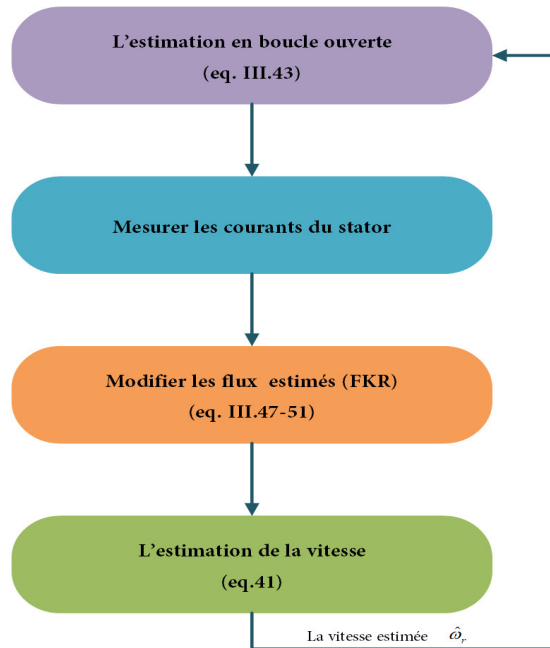 L'estimation en boucle ouverte
(eq. III.43)
Mesurer les courants du stator
Modifier les flux estimés (FKR)
(eq. III.47-51)
L'estimation de la vitesse
(eq.41)
La vitesse estimée ω̂r